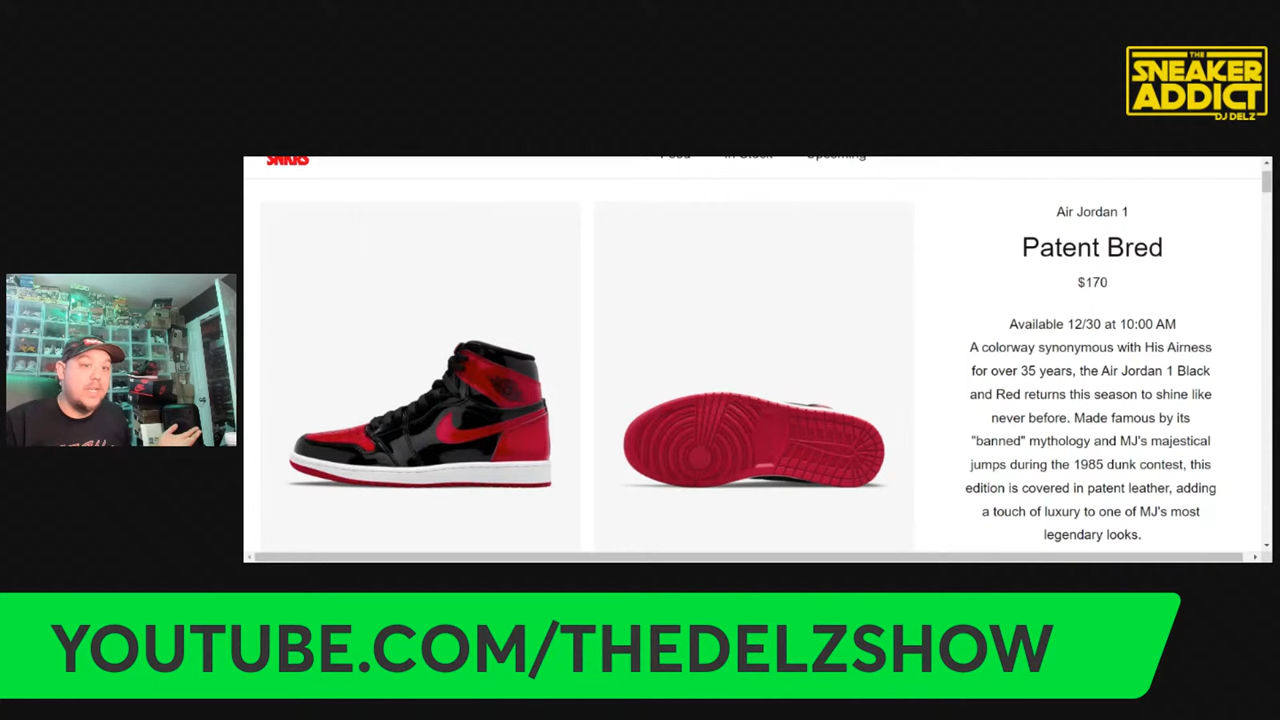 THE
SNEAKER
ADDICT
DJ DELZ
SNKRS
Feed In Stock Upcoming
Air Jordan 1
Patent Bred
$170
Available 12/30 at 10:00 AM
A colorway synonymous with His Airness
for over 35 years, the Air Jordan 1 Black
and Red returns this season to shine like
never before. Made famous by its
"banned" mythology and MJ's majestical
jumps during the 1985 dunk contest, this
edition is covered in patent leather, adding
a touch of luxury to one of MJ's most
legendary looks.
YOUTUBE.COM/THEDELZSHOW